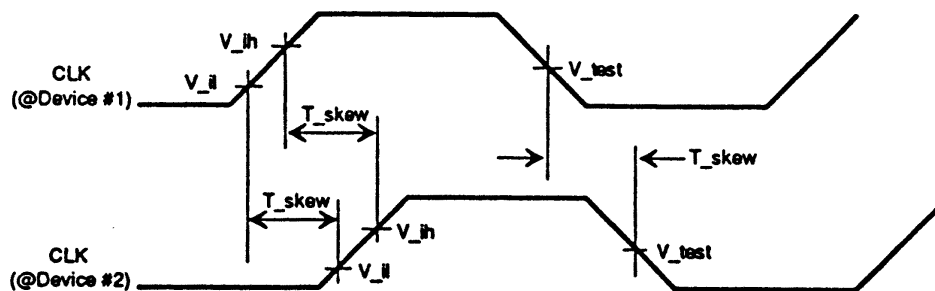 V_ih
V_il
CLK
(@Device #1)
V_test
T_skew
T_skew
T_skew
V_ih
V_il
CLK
(@Device #2)
V_test